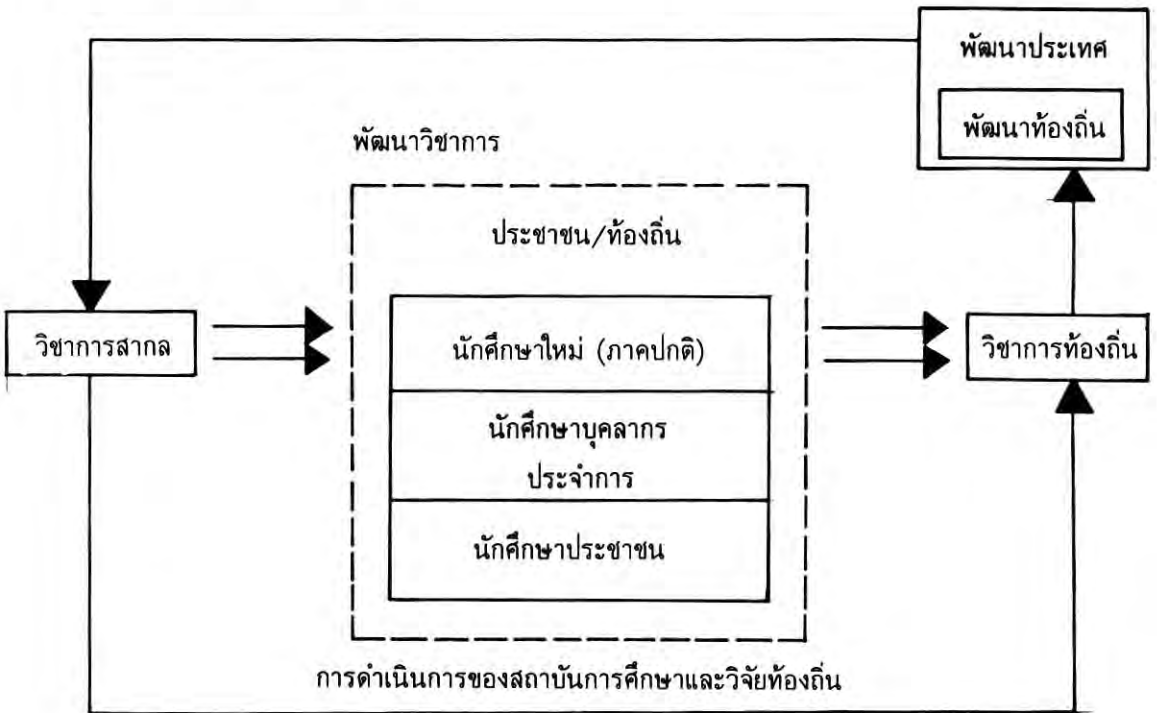 พัฒนาประเทศ
พัฒนาท้องถิ่น
พัฒนาวิชาการ
ประชาชน/ท้องถิ่น
วิชาการสากล
นักศึกษาใหม่ (ภาคปกติ)
วิชาการท้องถิ่น
นักศึกษาบุคลากร
ประจำการ
นักศึกษาประชาชน
การดำเนินการของสถาบันการศึกษาและวิจัยท้องถิ่น